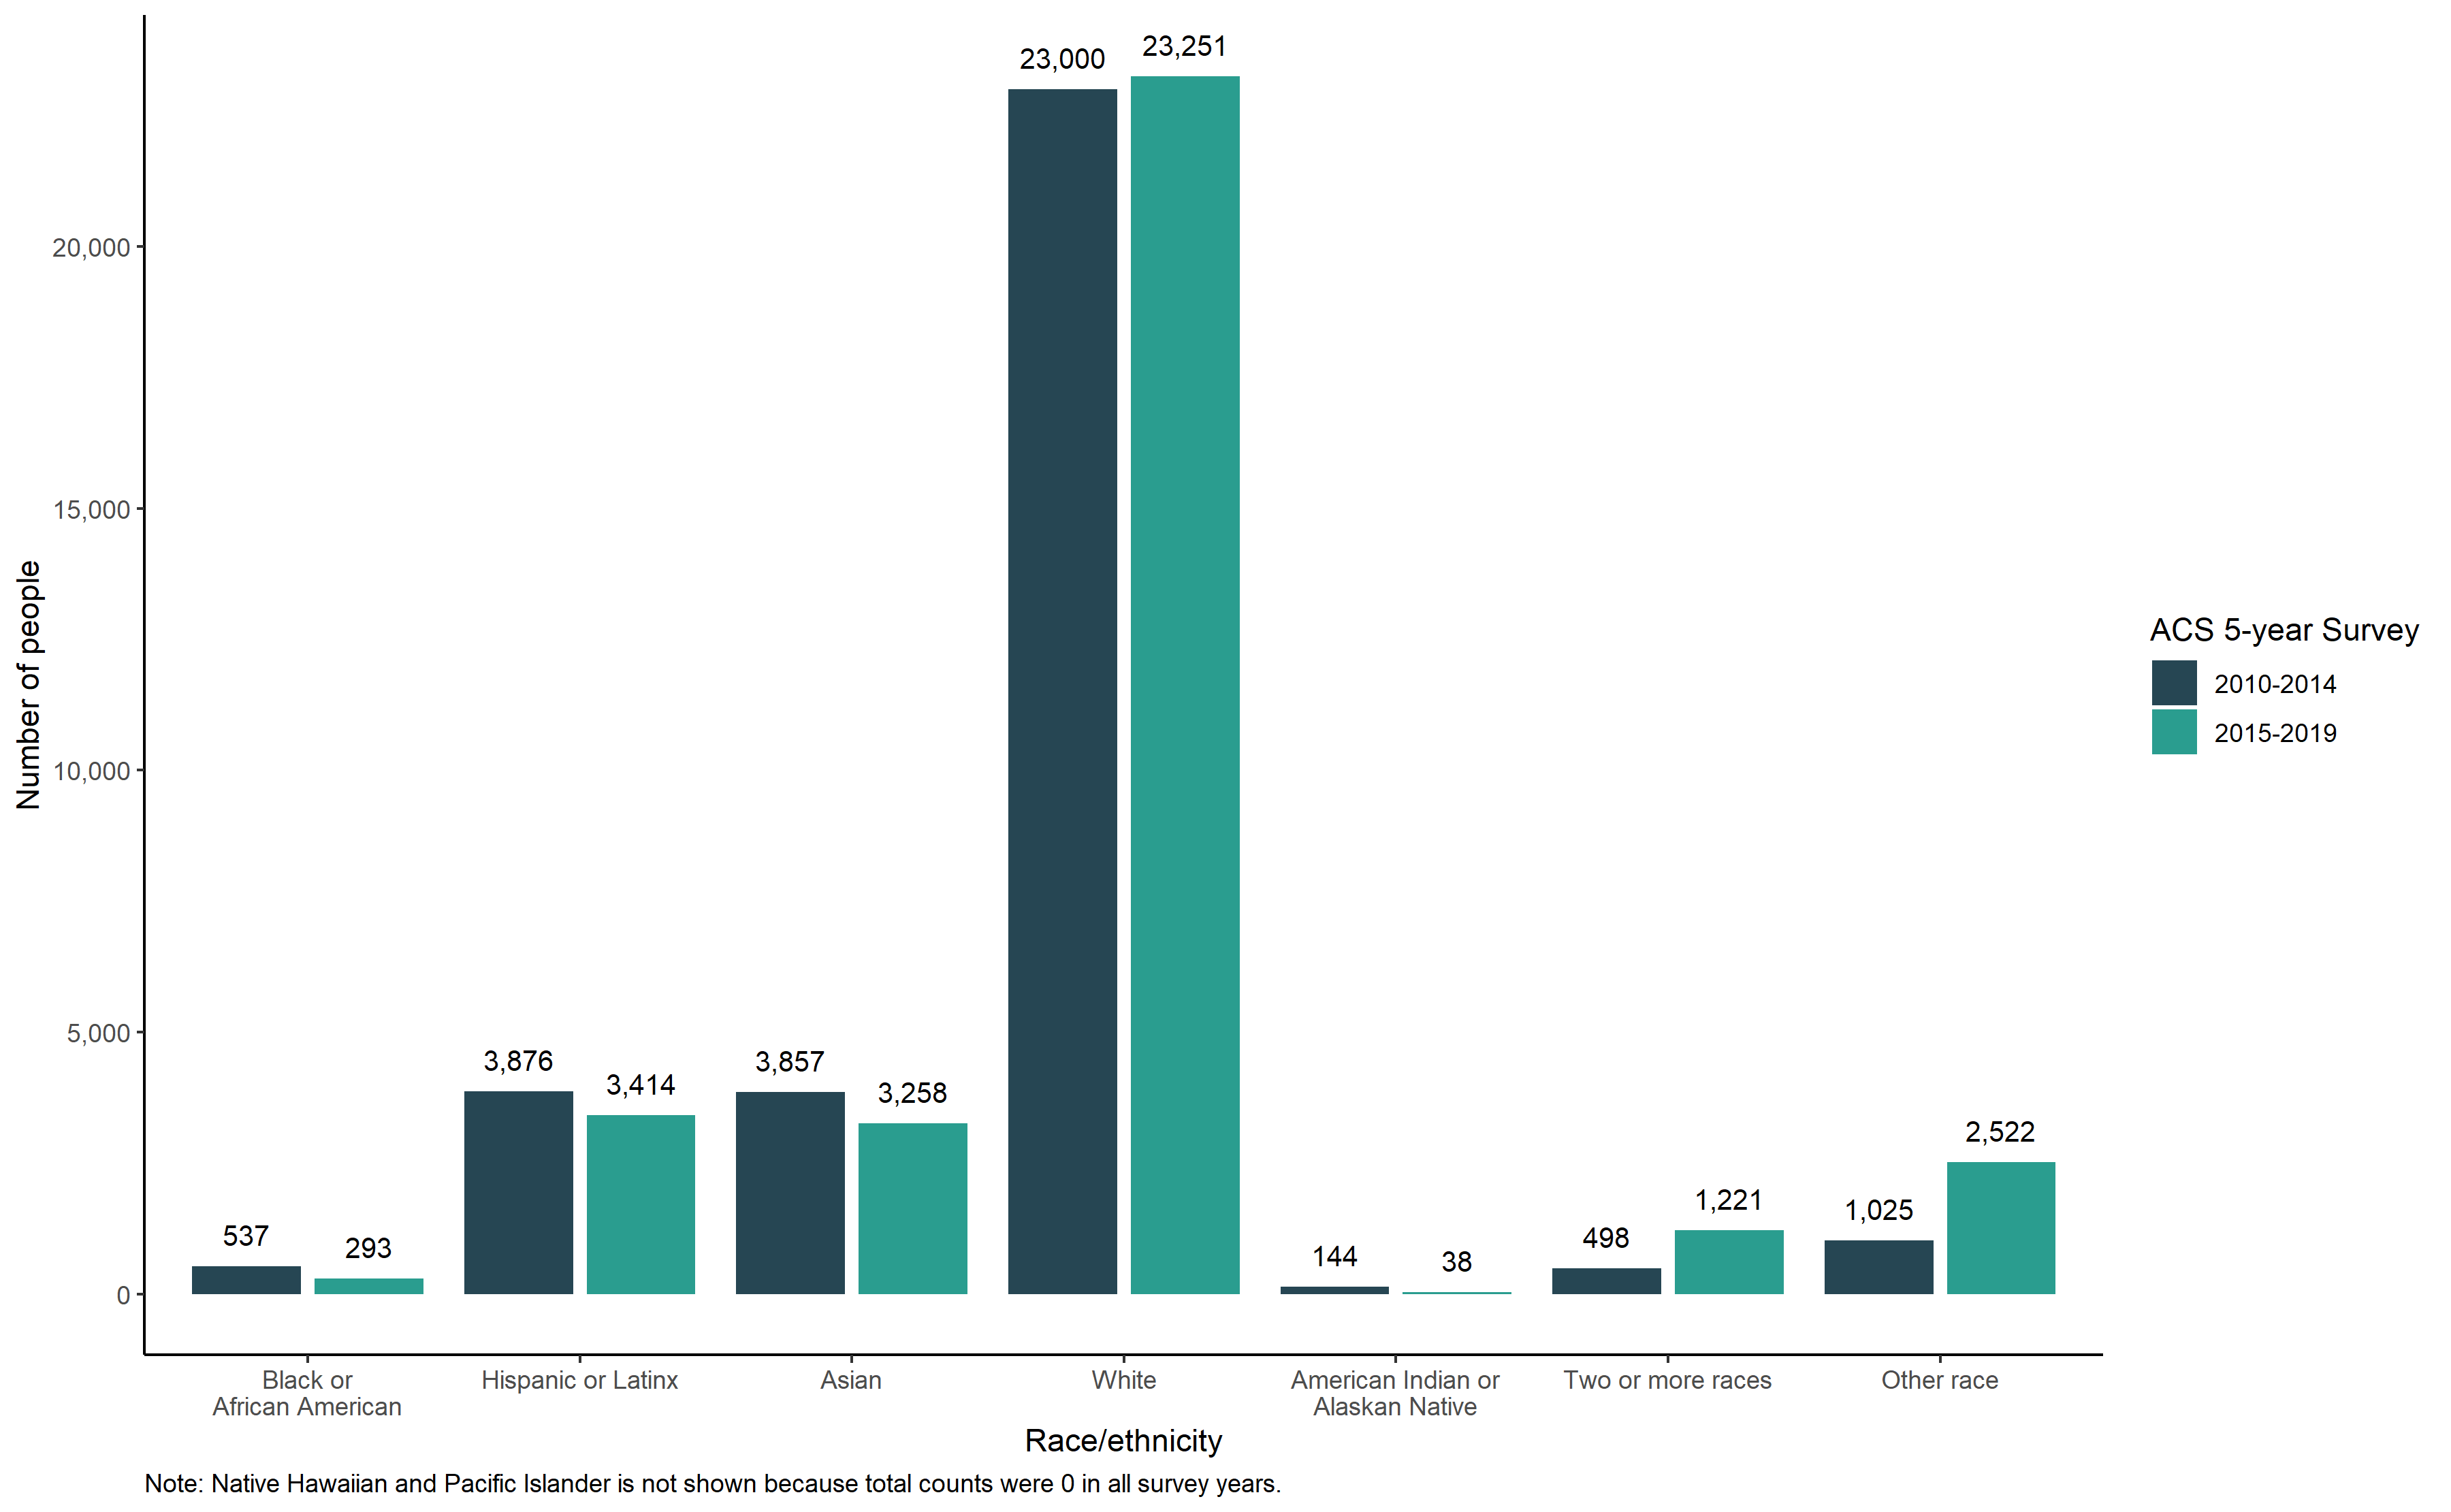 23,000
23,251
20,000
15,000
10,000
5,000
0
Number of people
3,876
3,414
3,857
3,258
537
293
144
38
498
1,221
1,025
2,522
ACS 5-year Survey
2010-2014
2015-2019
Black or
African American
Hispanic or Latinx
Asian
White
American Indian or
Alaskan Native
Two or more races
Other race
Race/ethnicity
Note: Native Hawaiian and Pacific Islander is not shown because total counts were 0 in all survey years.